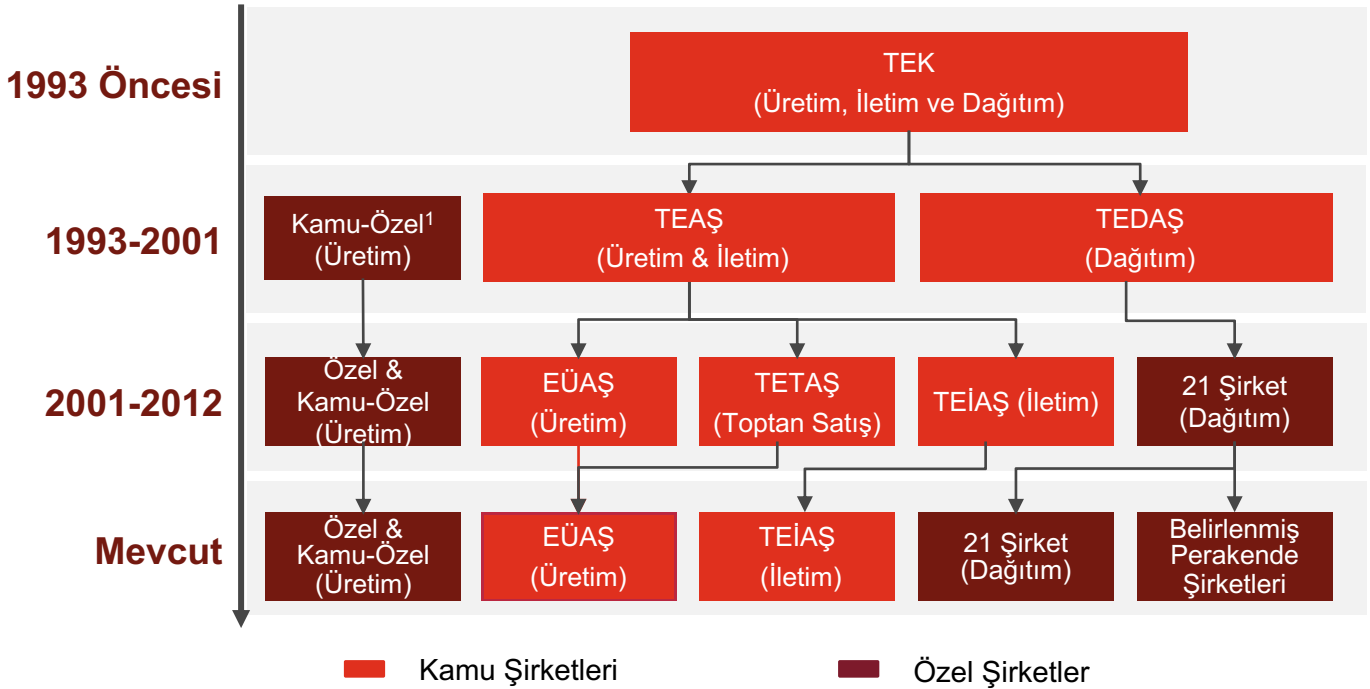 1993 Öncesi
TEK
(Üretim, İletim ve Dağıtım)
1993-2001
Kamu-Özel¹
(Üretim)
TEAŞ
(Üretim & İletim)
TEDAŞ
(Dağıtım)
2001-2012
Özel &
Kamu-Özel
(Üretim)
EÜAŞ
(Üretim)
TETAŞ
(Toptan Satış)
TEİAŞ (İletim)
21 Şirket
(Dağıtım)
Mevcut
Özel &
Kamu-Özel
(Üretim)
EÜAŞ
(Üretim)
TEİAŞ
(İletim)
21 Şirket
(Dağıtım)
Belirlenmiş
Perakende
Şirketleri
Kamu Şirketleri
Özel Şirketler